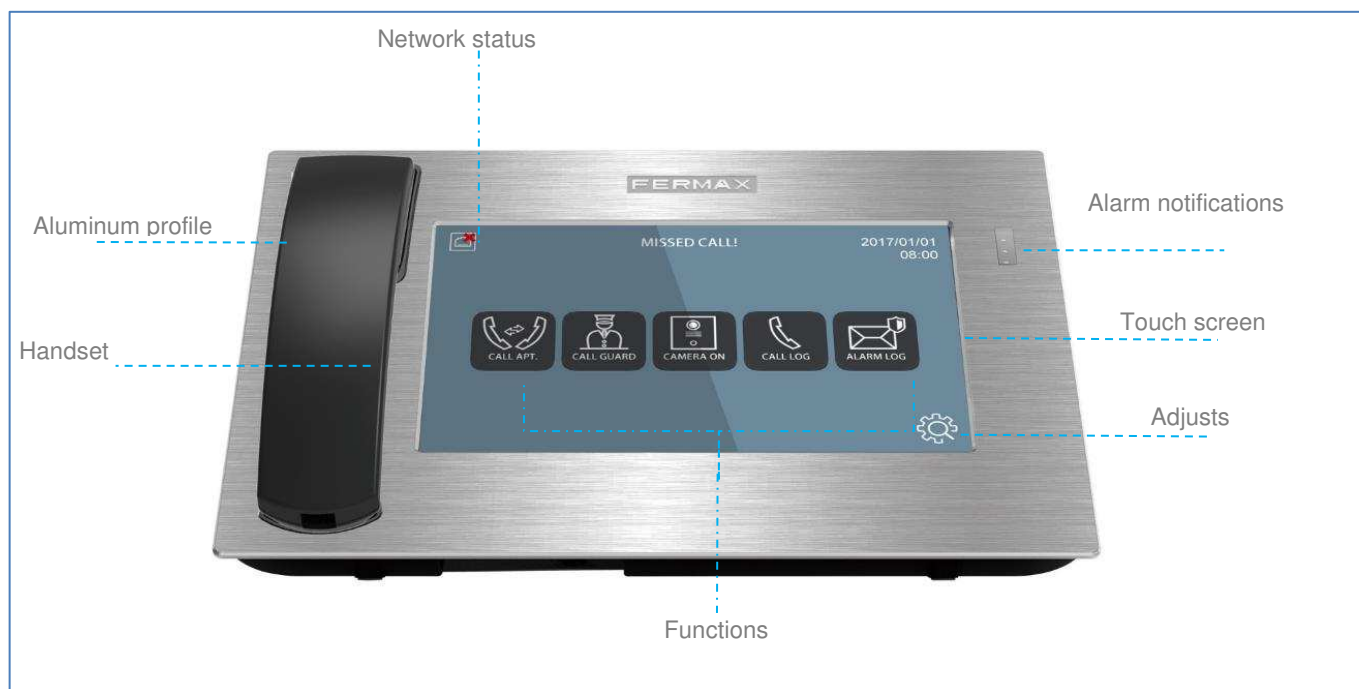 Network status
FERMAX
Aluminum profile
Alarm notifications
MISSED CALL!
2017/01/01
08:00
Touch screen
Handset
CALL APT.
CALL GUARD
CAMERA ON
CALL LOG
ALARM LOG
Adjusts
Functions